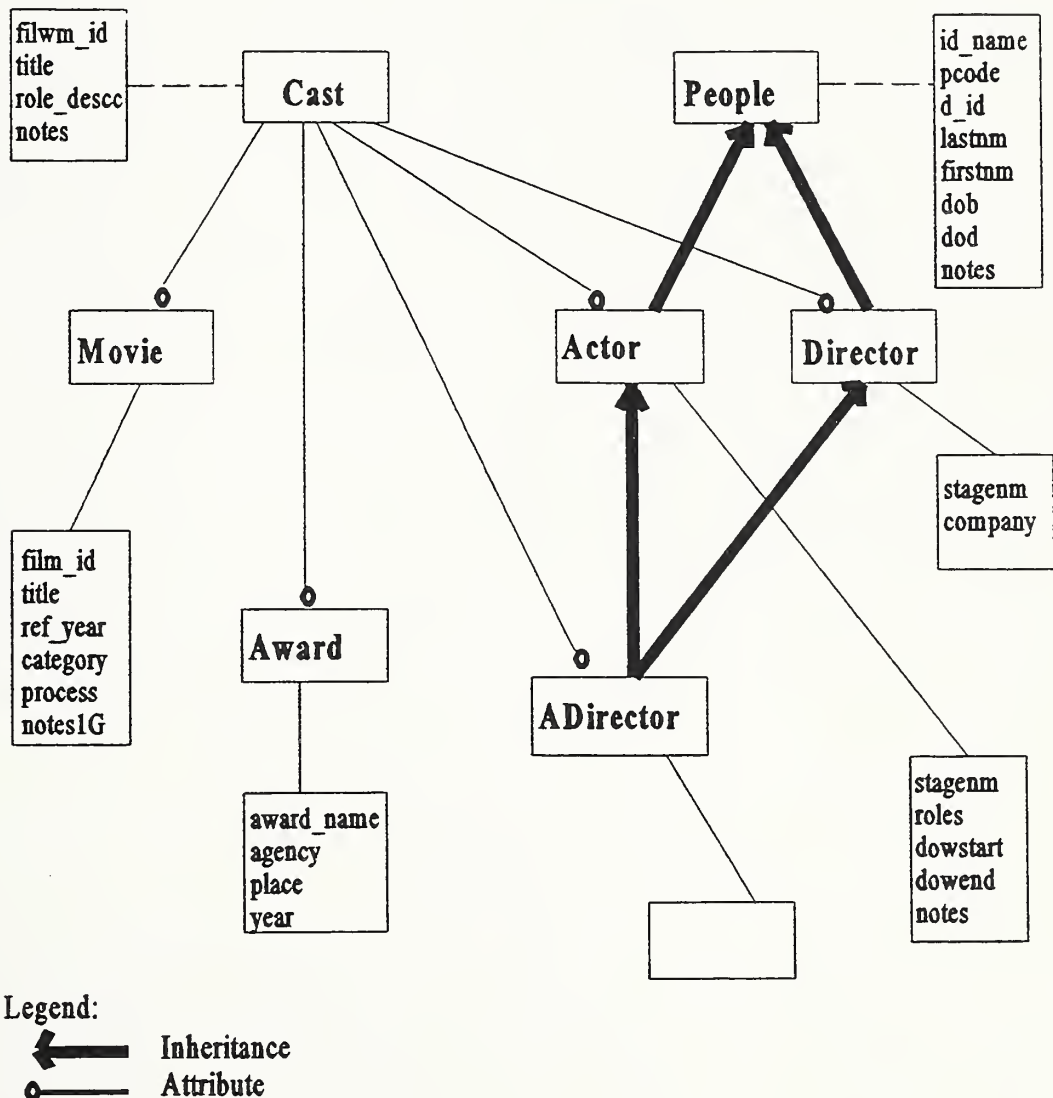 filwm_id
title
role_descc
notes
Cast
People
id_name
pcode
d_id
lastnm
firstnm
dob
dod
notes
Movie
Actor
Director
stagenm
company
film_id
title
ref_year
category
process
notes1G
Award
ADirector
award_name
agency
place
year
stagenm
roles
dowstart
dowend
notes
Legend:
Inheritance
Attribute